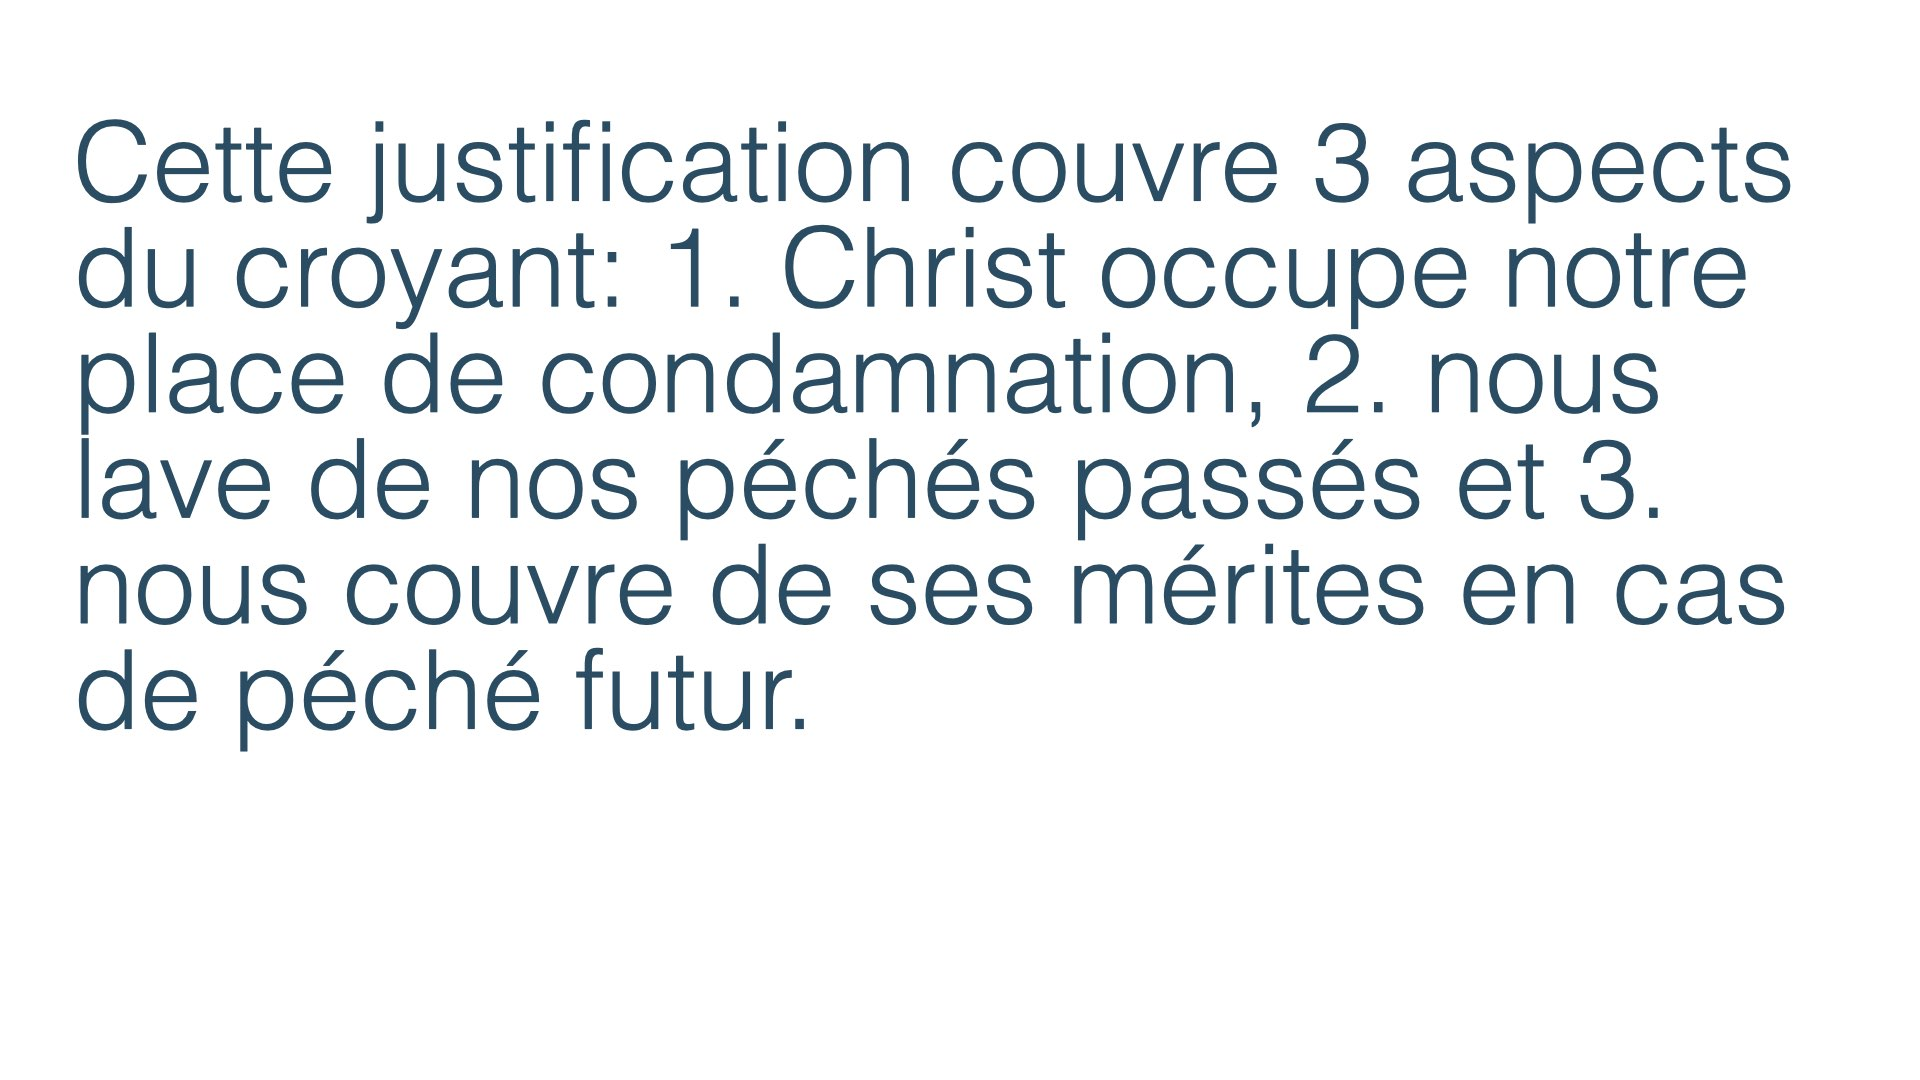 Cette justification couvre 3 aspects
du croyant: 1. Christ occupe notre
place de condamnation, 2. nous
lave de nos péchés passés et 3.
nous couvre de ses mérites en cas
de péché futur.